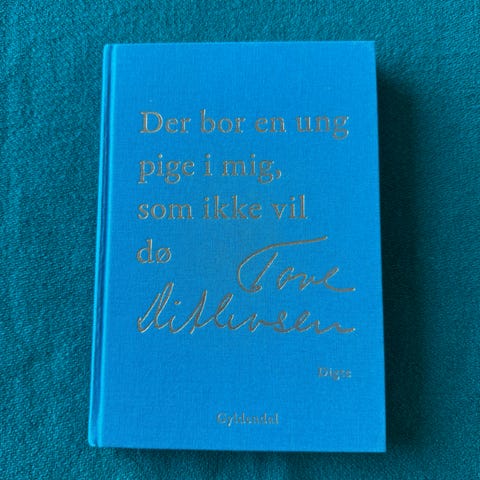 Der bor en ung
pige i mig,
som ikke vil
dø
Tove
Ditlevsen
Digte
Gyldendal